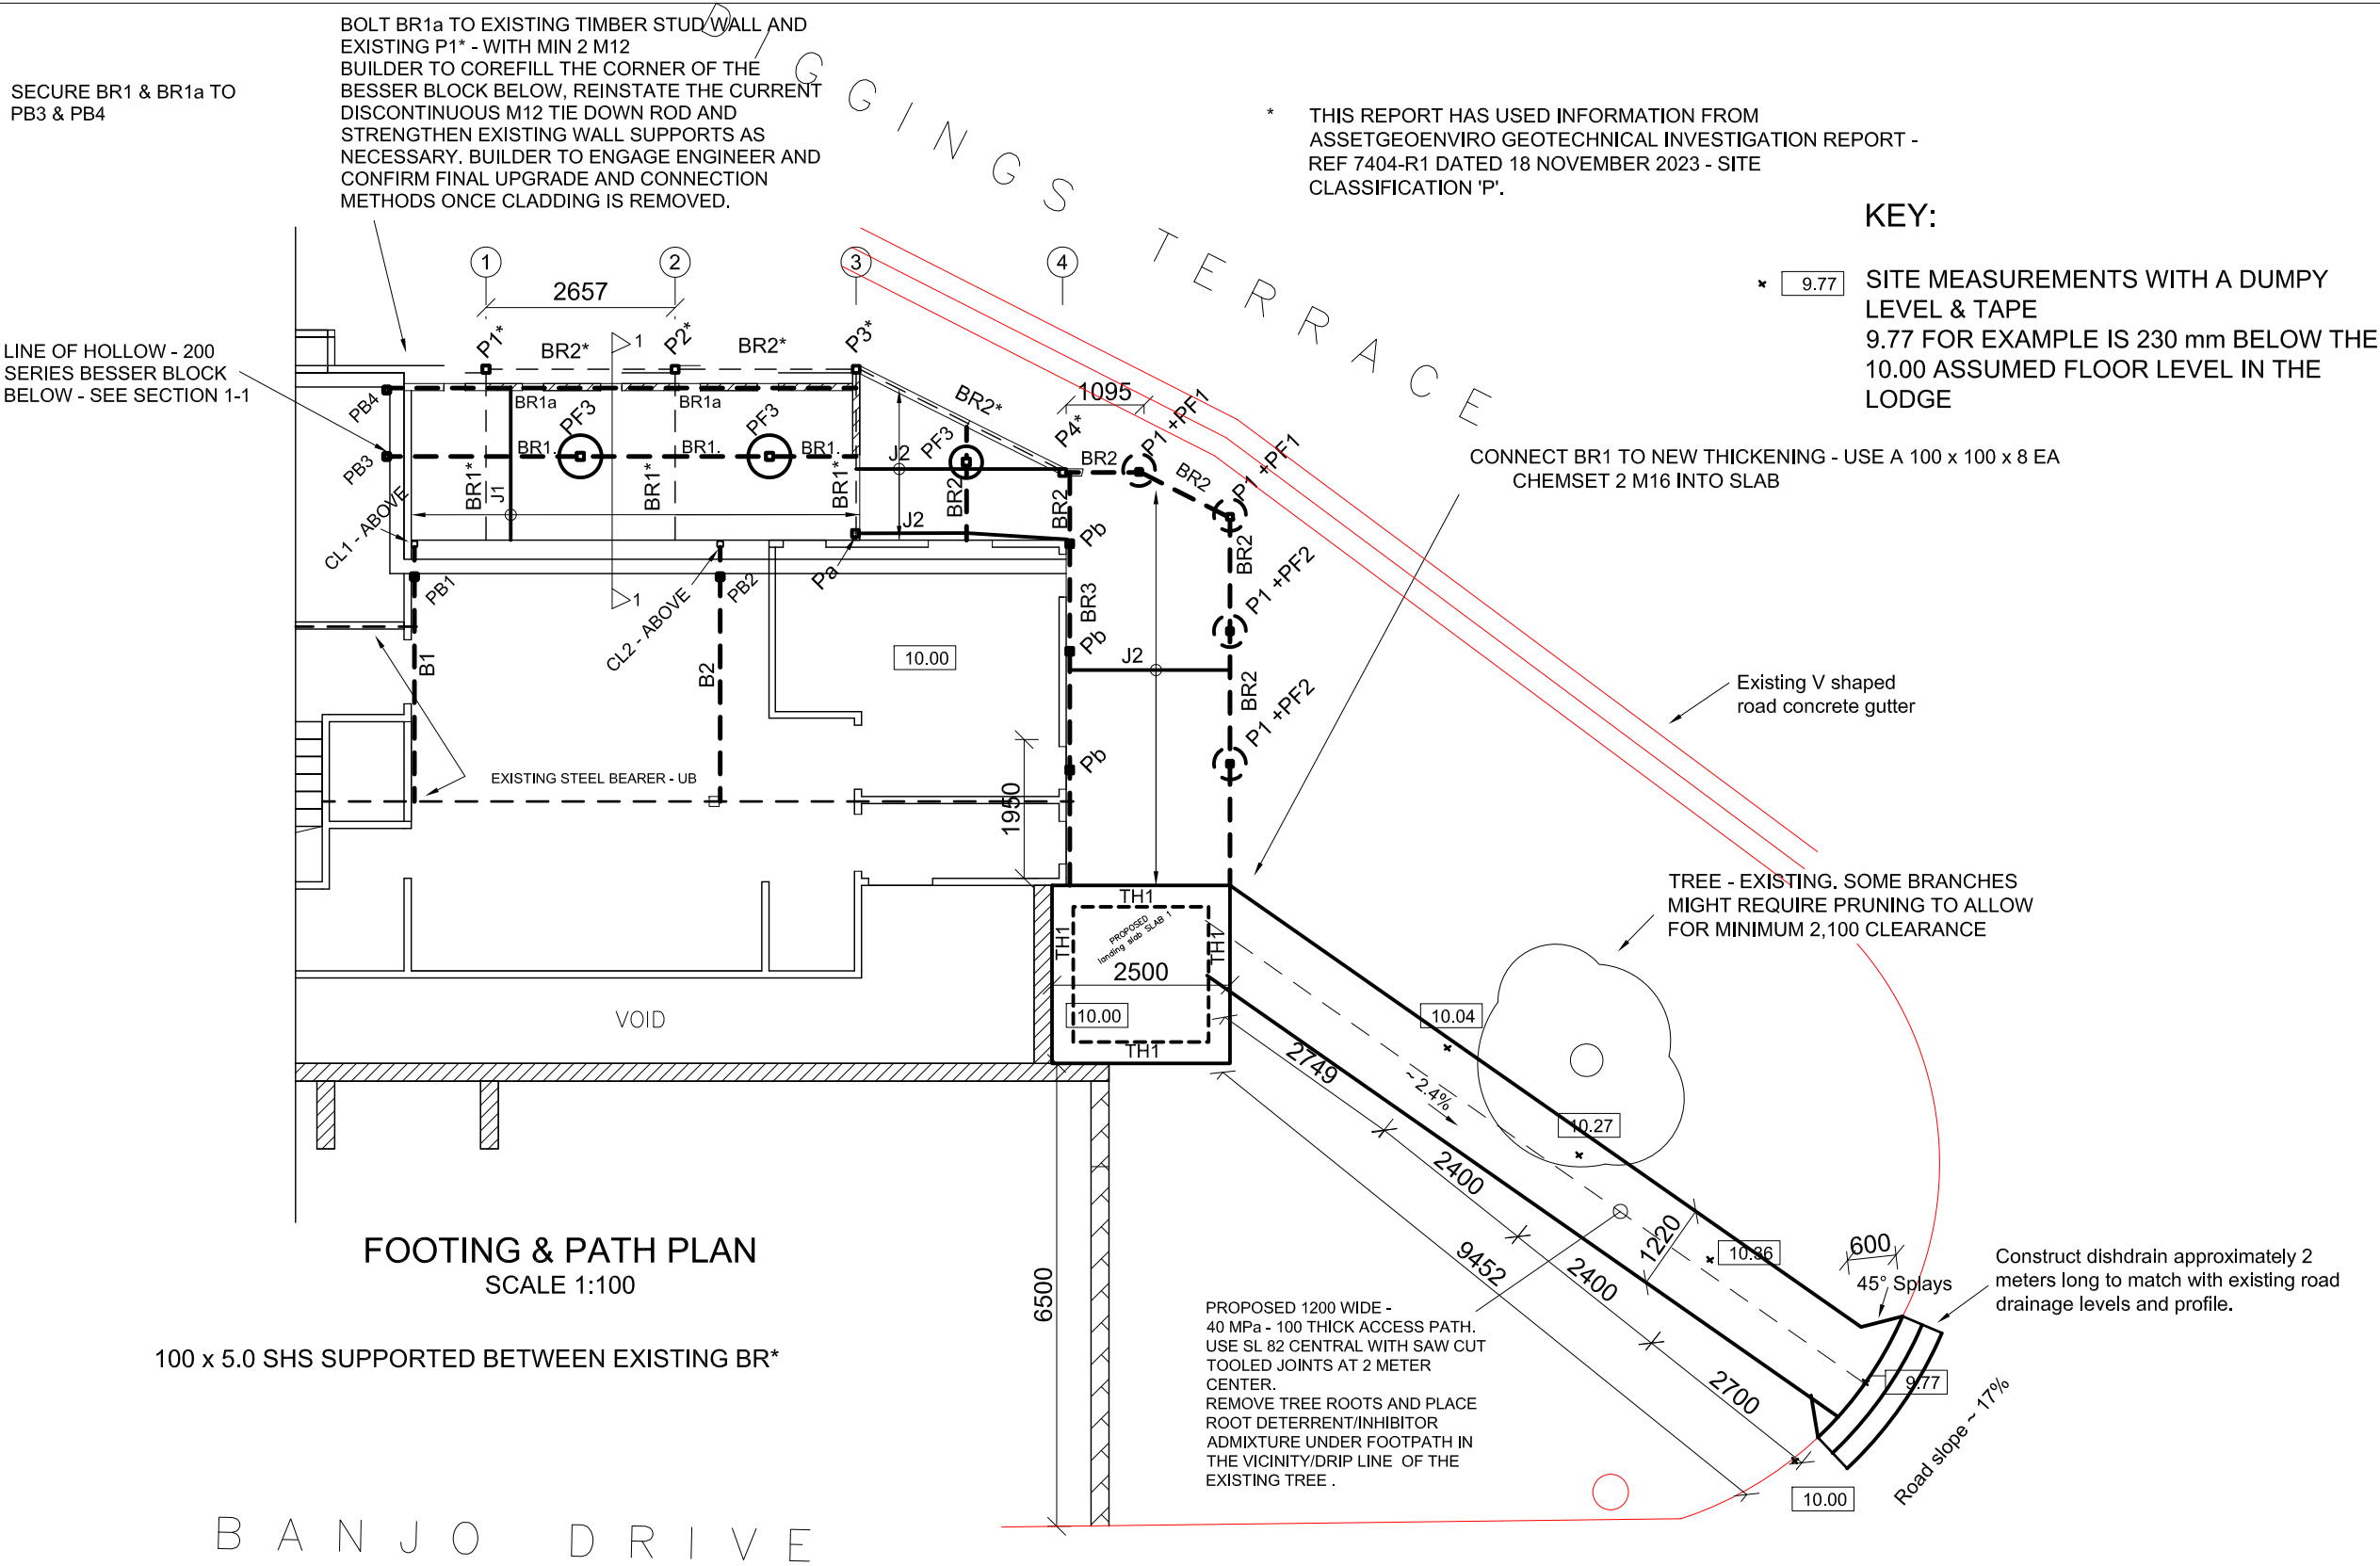 BOLT BR1a TO EXISTING TIMBER STUD WALL AND
EXISTING P1* - WITH MIN 2 M12
BUILDER TO COREFILL THE CORNER OF THE
BESSER BLOCK BELOW, REINSTATE THE CURRENT
DISCONTINUOUS M12 TIE DOWN ROD AND
STRENGTHEN EXISTING WALL SUPPORTS AS
NECESSARY. BUILDER TO ENGAGE ENGINEER AND
CONFIRM FINAL UPGRADE AND CONNECTION
METHODS ONCE CLADDING IS REMOVED.
SECURE BR1 & BR1a TO
PB3 & PB4
DIGGINGS TERRACE
* THIS REPORT HAS USED INFORMATION FROM
ASSETGEOENVIRO GEOTECHNICAL INVESTIGATION REPORT -
REF 7404-R1 DATED 18 NOVEMBER 2023 - SITE
CLASSIFICATION 'P'.
KEY:
9.77 SITE MEASUREMENTS WITH A DUMPY
LEVEL & TAPE
9.77 FOR EXAMPLE IS 230 mm BELOW THE
10.00 ASSUMED FLOOR LEVEL IN THE
LODGE
1
2
3
4
2657
LINE OF HOLLOW - 200
SERIES BESSER BLOCK
BELOW - SEE SECTION 1-1
P1*
BR2*
1
P2*
BR2*
P3*
BR2*
1095
P4*
P1 +PF1
P1 +PF1
PB4
BR1a
PF3
BR1a
PF3
PB3
BR1.
BR1.
BR1.
J2
PF3
BR2
BR2
BR1*
J1
BR1*
BR1*
BR2
BR2
J2
CONNECT BR1 TO NEW THICKENING - USE A 100 x 100 x 8 EA
CHEMSET 2 M16 INTO SLAB
CL1 - ABOVE
PB1
1
CL2 - ABOVE
PB2
Pa
Pb
BR2
P1 +PF2
BR3
Pb
J2
10.00
B1
B2
BR2
P1 +PF2
Pb
Existing V shaped
road concrete gutter
EXISTING STEEL BEARER - UB
1950
TREE - EXISTING. SOME BRANCHES
MIGHT REQUIRE PRUNING TO ALLOW
FOR MINIMUM 2,100 CLEARANCE
TH1
PROPOSED
landing slab SLAB 1
TH1
TH1
2500
10.00
TH1
VOID
10.04
2749
~ 2.4%
10.27
2400
1220
10.36
600
45° Splays
Construct dishdrain approximately 2
meters long to match with existing road
drainage levels and profile.
9452
2400
2700
9.77
Road slope ~ 17%
10.00
6500
FOOTING & PATH PLAN
SCALE 1:100
100 x 5.0 SHS SUPPORTED BETWEEN EXISTING BR*
PROPOSED 1200 WIDE -
40 MPa - 100 THICK ACCESS PATH.
USE SL 82 CENTRAL WITH SAW CUT
TOOLED JOINTS AT 2 METER
CENTER.
REMOVE TREE ROOTS AND PLACE
ROOT DETERRENT/INHIBITOR
ADMIXTURE UNDER FOOTPATH IN
THE VICINITY/DRIP LINE OF THE
EXISTING TREE .
BANJO DRIVE